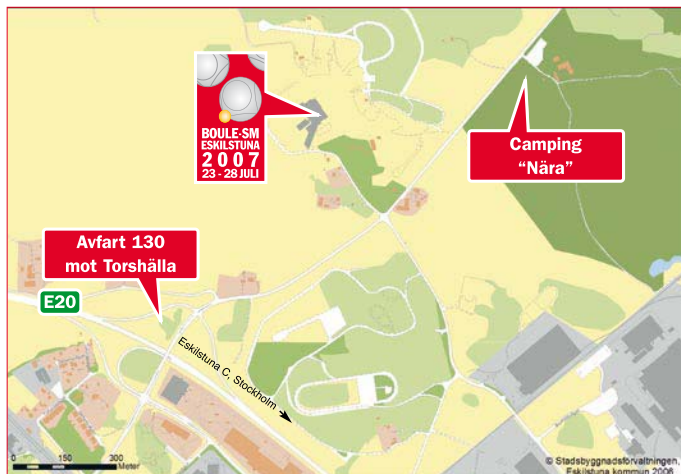 BOULE-SM
ESKILSTUNA
2007
23 - 28 JULI
Camping
"Nära"
Avfart 130
mot Torshälla
E20
Eskilstuna C, Stockholm
0 150 300
Meter
© Stadsbyggnadsförvaltningen,
Eskilstuna kommun 2006